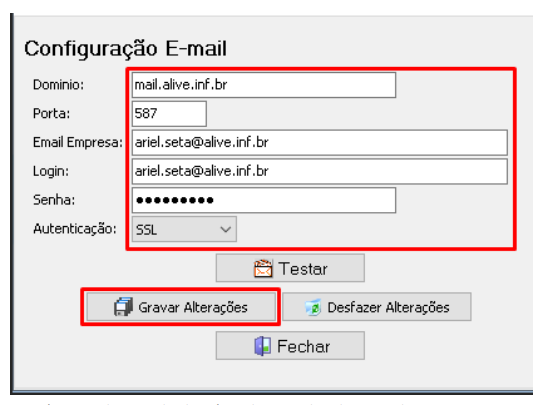 Configuração E-mail
Dominio: mail.alive.inf.br
Porta: 587
Email Empresa: ariel.seta@alive.inf.br
Login: ariel.seta@alive.inf.br
Senha: ●●●●●●●●●
Autenticação: SSL
Testar
Gravar Alterações Desfazer Alterações
Fechar